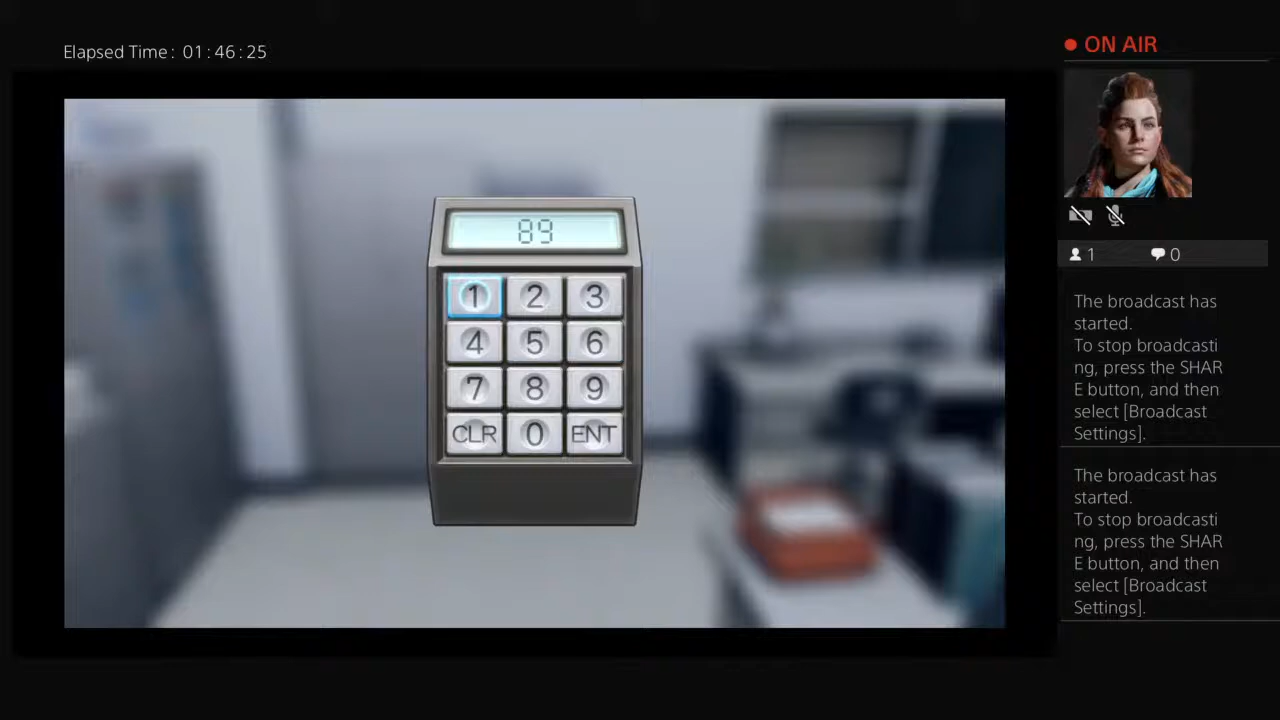 Elapsed Time: 01:46:25
ON AIR
89
1 2 3
4 5 6
7 8 9
CLR 0 ENT
1 0
The broadcast has
started.
To stop broadcasti
ng, press the SHAR
E button, and then
select [Broadcast
Settings].
The broadcast has
started.
To stop broadcasti
ng, press the SHAR
E button, and then
select [Broadcast
Settings].